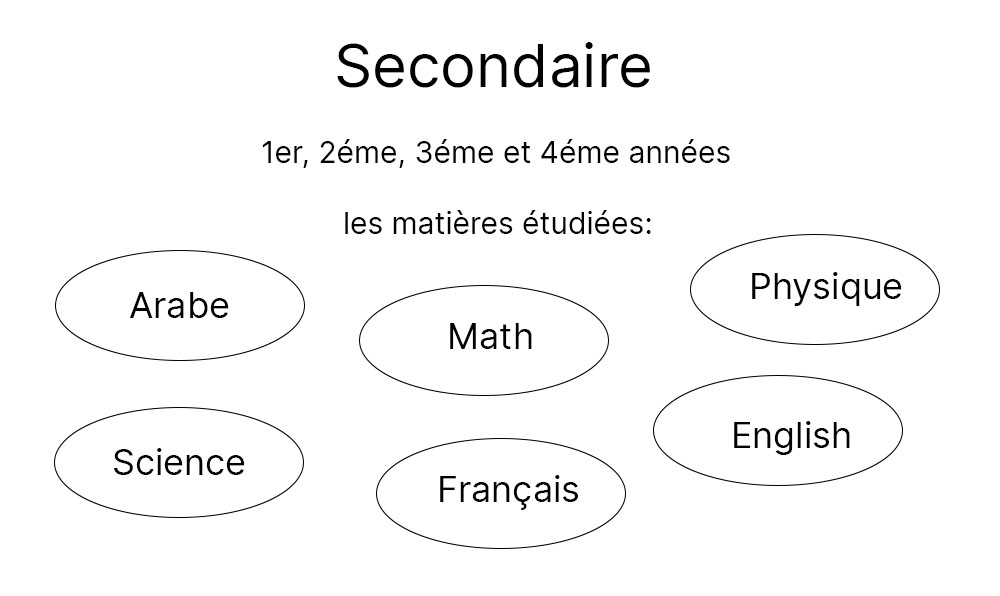 Secondaire
1er, 2éme, 3éme et 4éme années
les matières étudiées:
Arabe
Math
Physique
Science
Français
English